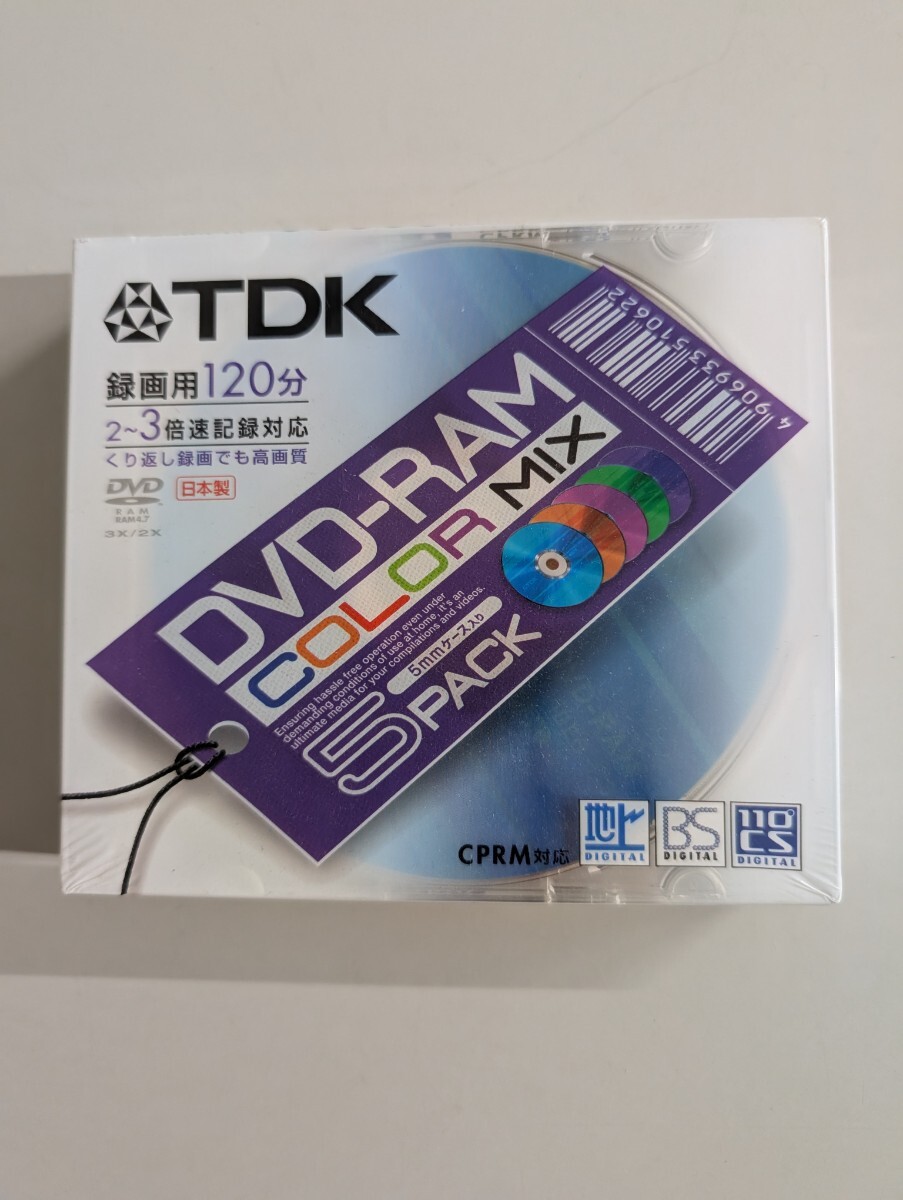 TDK
録画用120分
2~3倍速記録対応
くり返し録画でも高画質
DVD
RAM
RAM4.7
日本製
3X/2X
DVD-RAM
COLOR MIX
Ensuring hassle free operation even under
demanding conditions of use at home, it's an
ultimate media for your compilations and videos.
5mmケース入り
5PACK
4 906933 510622
CPRM対応
地上
DIGITAL
BS
DIGITAL
110°
CS
DIGITAL